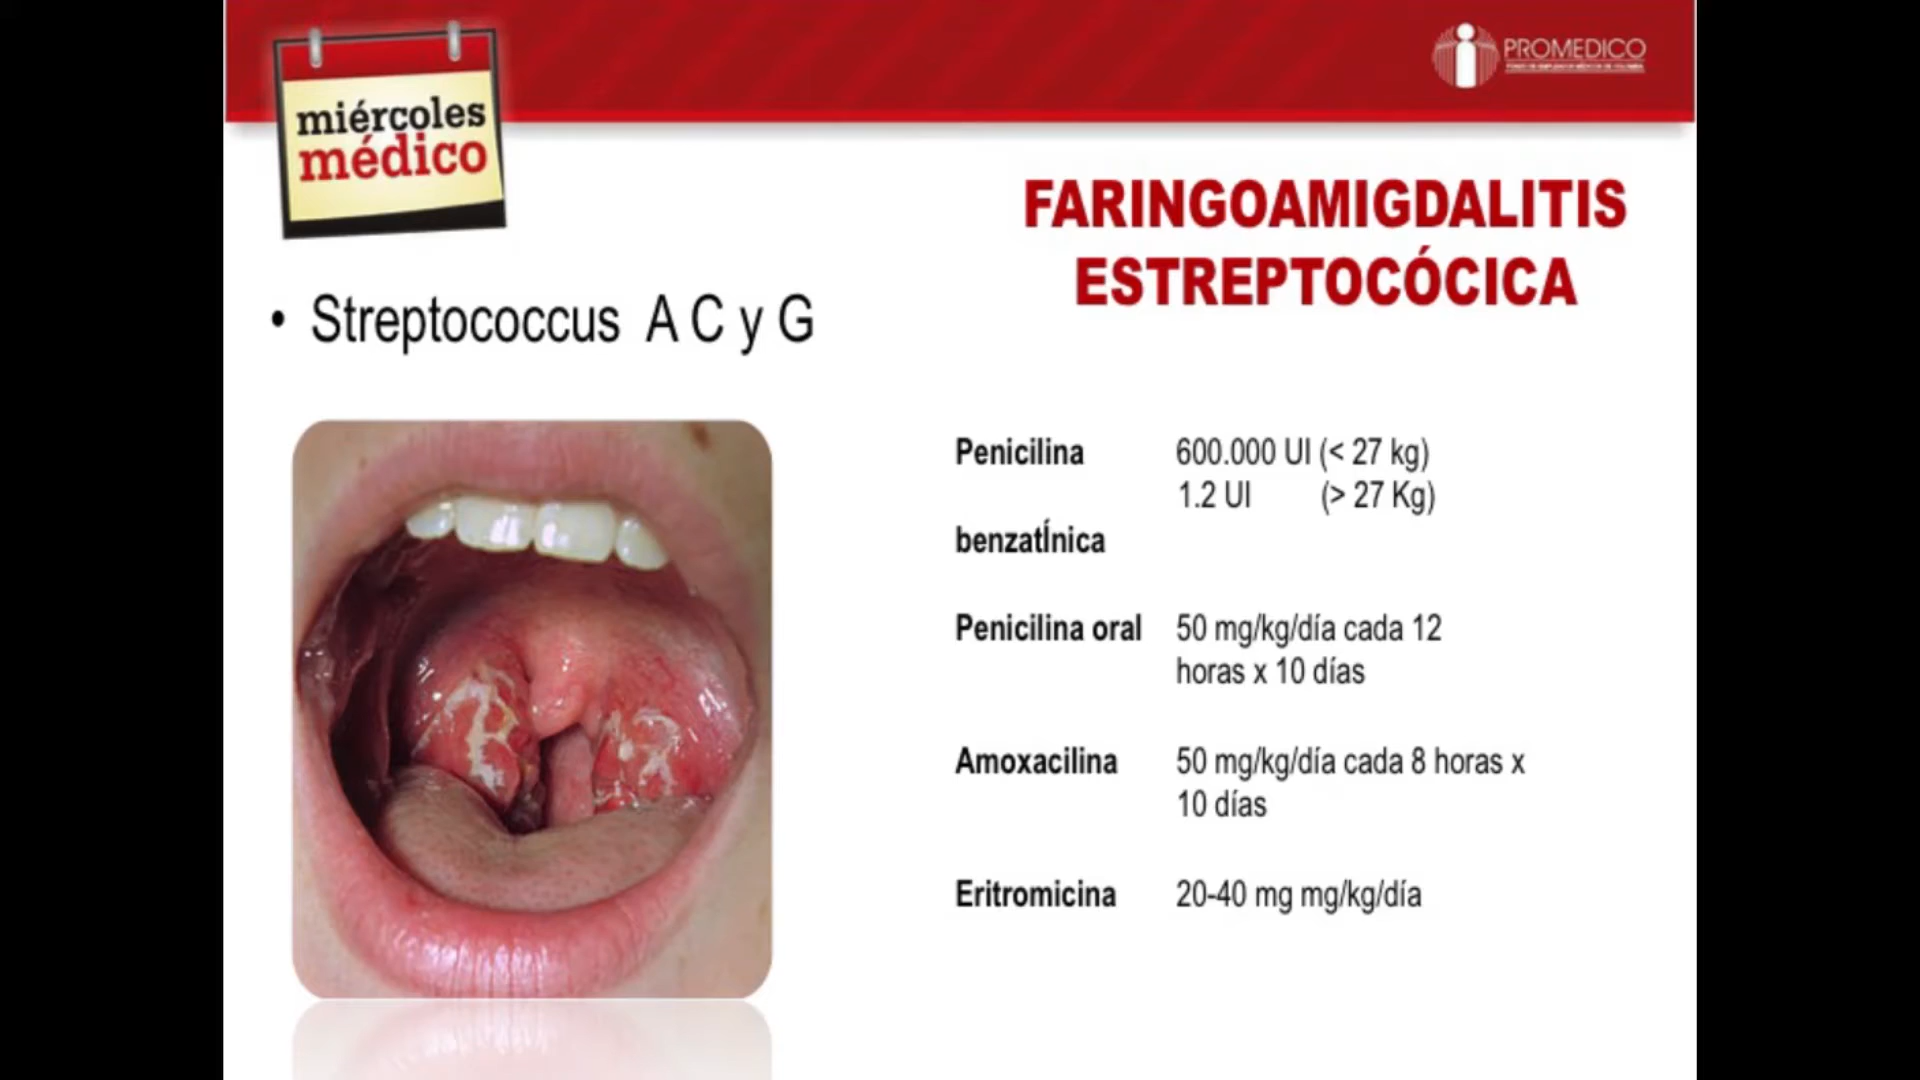 miércoles
médico
PROMEDICO
FARINGOAMIGDALITIS
ESTREPTOCÓCICA
• Streptococcus A C y G
Penicilina 600.000 UI (< 27 kg)
1.2 UI (> 27 Kg)
benzatÍnica
Penicilina oral 50 mg/kg/día cada 12
horas x 10 días
Amoxacilina 50 mg/kg/día cada 8 horas x
10 días
Eritromicina 20-40 mg mg/kg/día